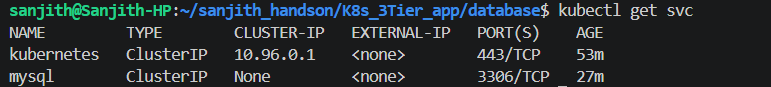 sanjith@Sanjith-HP:~/sanjith_handson/K8s_3Tier_app/database$ kubectl get svc
NAME         TYPE        CLUSTER-IP   EXTERNAL-IP   PORT(S)    AGE
kubernetes   ClusterIP   10.96.0.1    <none>        443/TCP    53m
mysql        ClusterIP   None         <none>        3306/TCP   27m